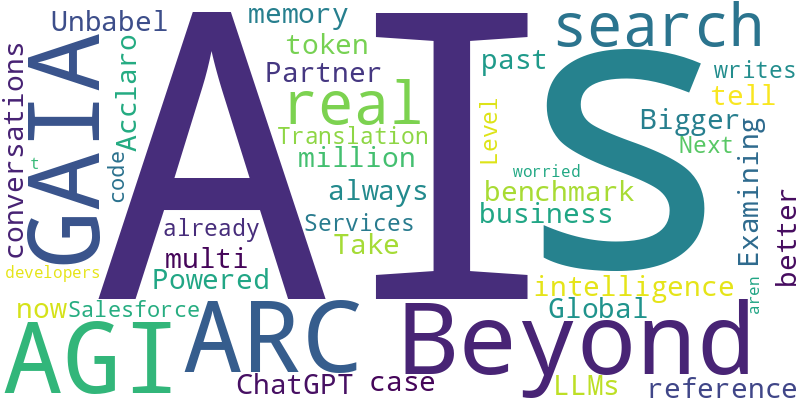 AI
S
Unbabel
memory
search
token
Partner
past
writes
tell
real
Bigger
Next
conversations
GAIA
Acclaro
Translation
million
Level
Examining
code
t
always
worried
benchmark
business
better
already
Services
Take
multi
Powered
developers
intelligence
now
Salesforce
Global
aren
AGI
ARC
Beyond
ChatGPT
case
LLMs
reference